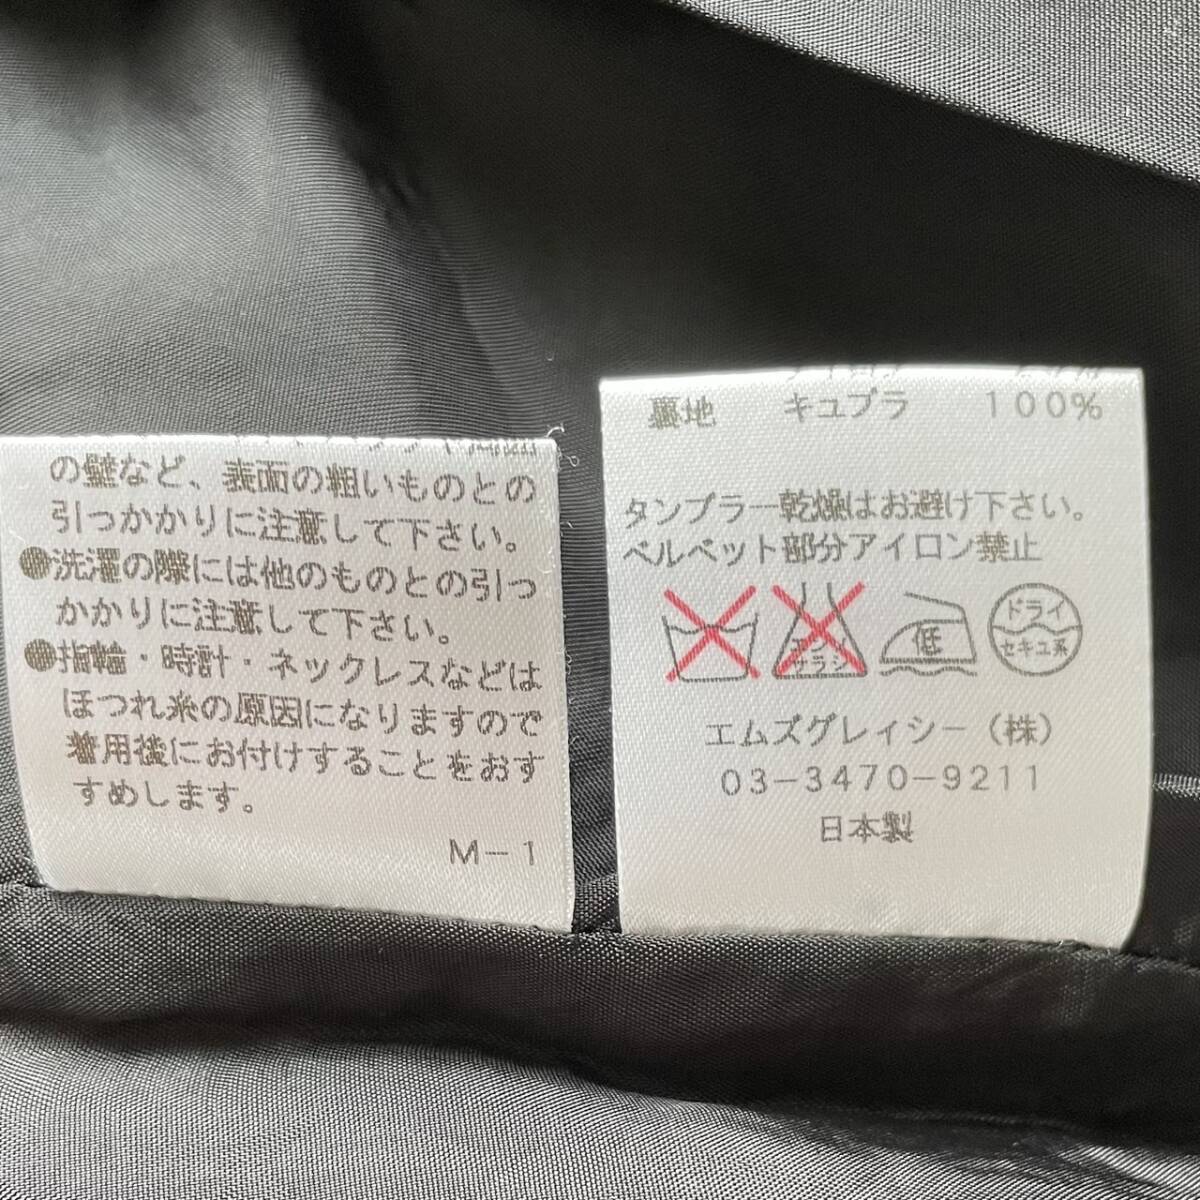 の壁など、表面の粗いものとの
引っかかりに注意して下さい。
●洗濯の際には他のものとの引っ
かかりに注意して下さい。
●指輪・時計・ネックレスなどは
ほつれ糸の原因になりますので
着用後にお付けすることをおす
すめします。
M-1
裏地 キュプラ 100%
タンブラー乾燥はお避け下さい。
ベルベット部分アイロン禁止
エンソ
サラシ
低
ドライ
セキユ系
エムズグレイシー(株)
03-3470-9211
日本製